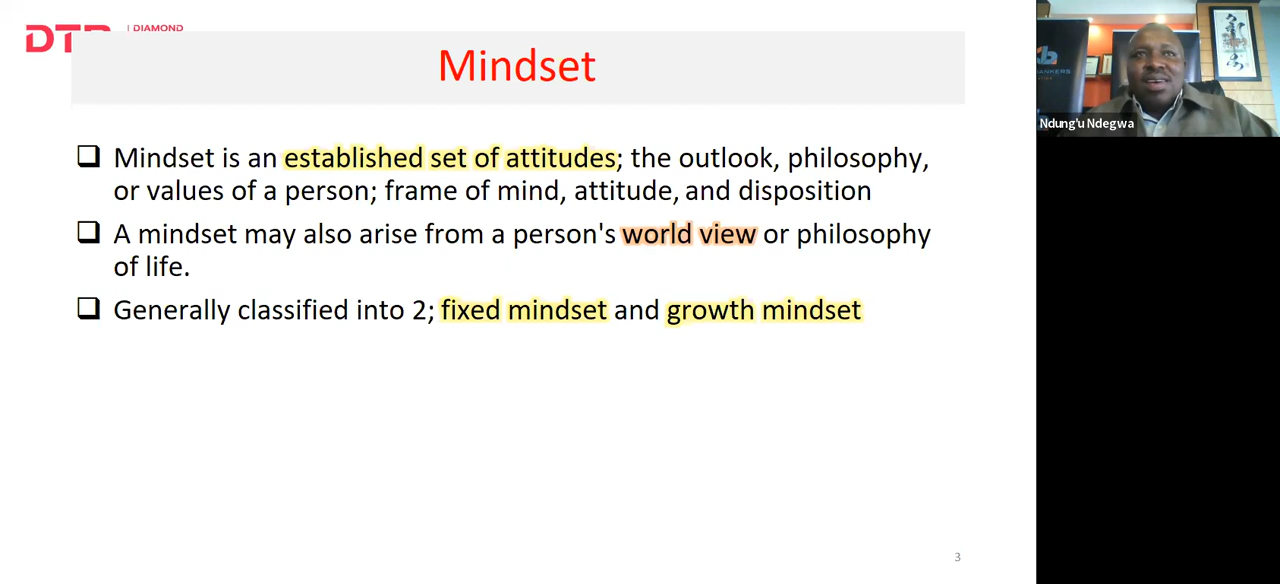 DTB | DIAMOND
Mindset
Mindset is an established set of attitudes; the outlook, philosophy,
or values of a person; frame of mind, attitude, and disposition
A mindset may also arise from a person's world view or philosophy
of life.
Generally classified into 2; fixed mindset and growth mindset
3
ANKERS
Ndung'u Ndegwa